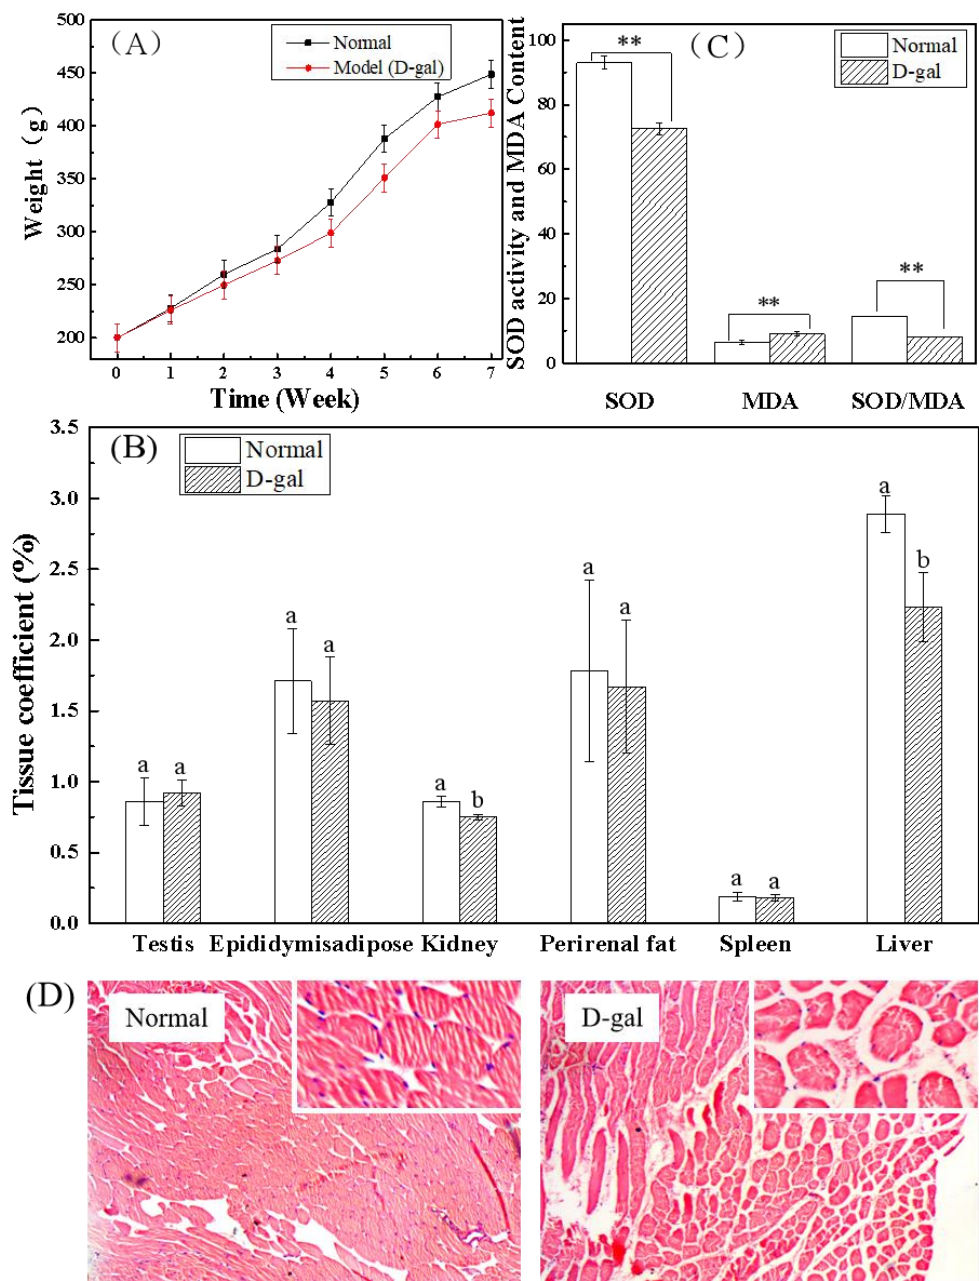 (A)
Normal
Model (D-gal)
500
450
400
350
300
250
200
Weight (g)
0 1 2 3 4 5 6 7
Time (Week)
(C)
Normal
D-gal
**
**
**
100
80
60
40
20
0
SOD activity and MDA Content
SOD MDA SOD/MDA
(B)
Normal
D-gal
3.5
3.0
2.5
2.0
1.5
1.0
0.5
0.0
Tissue coefficient (%)
a a a a a b a a a a a b
Testis Epididymisadipose Kidney Perirenal fat Spleen Liver
(D)
Normal
D-gal